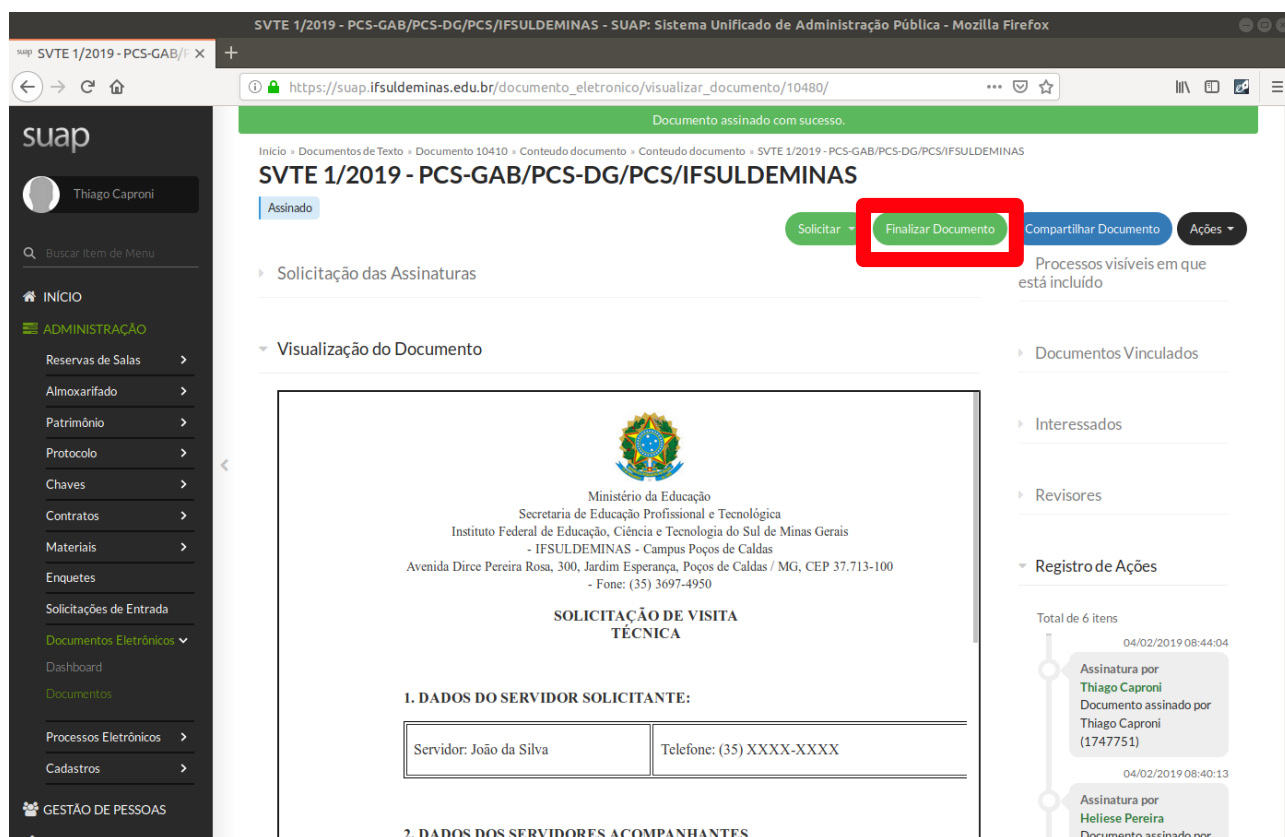 SVTE 1/2019 - PCS-GAB/PCS-DG/PCS/IFSULDEMINAS - SUAP: Sistema Unificado de Administração Pública - Mozilla Firefox
suap SVTE 1/2019 - PCS-GAB/F
https://suap.ifsuldeminas.edu.br/documento_eletronico/visualizar_documento/10480/
suap
Thiago Caproni
Buscar Item de Menu
INÍCIO
ADMINISTRAÇÃO
Reservas de Salas
Almoxarifado
Patrimônio
Protocolo
Chaves
Contratos
Materiais
Enquetes
Solicitações de Entrada
Documentos Eletrônicos
Dashboard
Documentos
Processos Eletrônicos
Cadastros
GESTÃO DE PESSOAS
Documento assinado com sucesso.
Início » Documentos de Texto » Documento 10410 » Conteudo documento » Conteudo documento » SVTE 1/2019 - PCS-GAB/PCS-DG/PCS/IFSULDEMINAS
SVTE 1/2019 - PCS-GAB/PCS-DG/PCS/IFSULDEMINAS
Assinado
Solicitar
Finalizar Documento
Compartilhar Documento
Ações
Solicitação das Assinaturas
Visualização do Documento
Ministério da Educação
Secretaria de Educação Profissional e Tecnológica
Instituto Federal de Educação, Ciência e Tecnologia do Sul de Minas Gerais
- IFSULDEMINAS - Campus Poços de Caldas
Avenida Dirce Pereira Rosa, 300, Jardim Esperança, Poços de Caldas / MG, CEP 37.713-100
- Fone: (35) 3697-4950
SOLICITAÇÃO DE VISITA
TÉCNICA
1. DADOS DO SERVIDOR SOLICITANTE:
Servidor: João da Silva
Telefone: (35) XXXX-XXXX
2. DADOS DOS SERVIDORES ACOMPANHANTES
Processos visíveis em que
está incluído
Documentos Vinculados
Interessados
Revisores
Registro de Ações
Total de 6 itens
04/02/2019 08:44:04
Assinatura por
Thiago Caproni
Documento assinado por
Thiago Caproni
(1747751)
04/02/2019 08:40:13
Assinatura por
Heliese Pereira
Documento assinado por